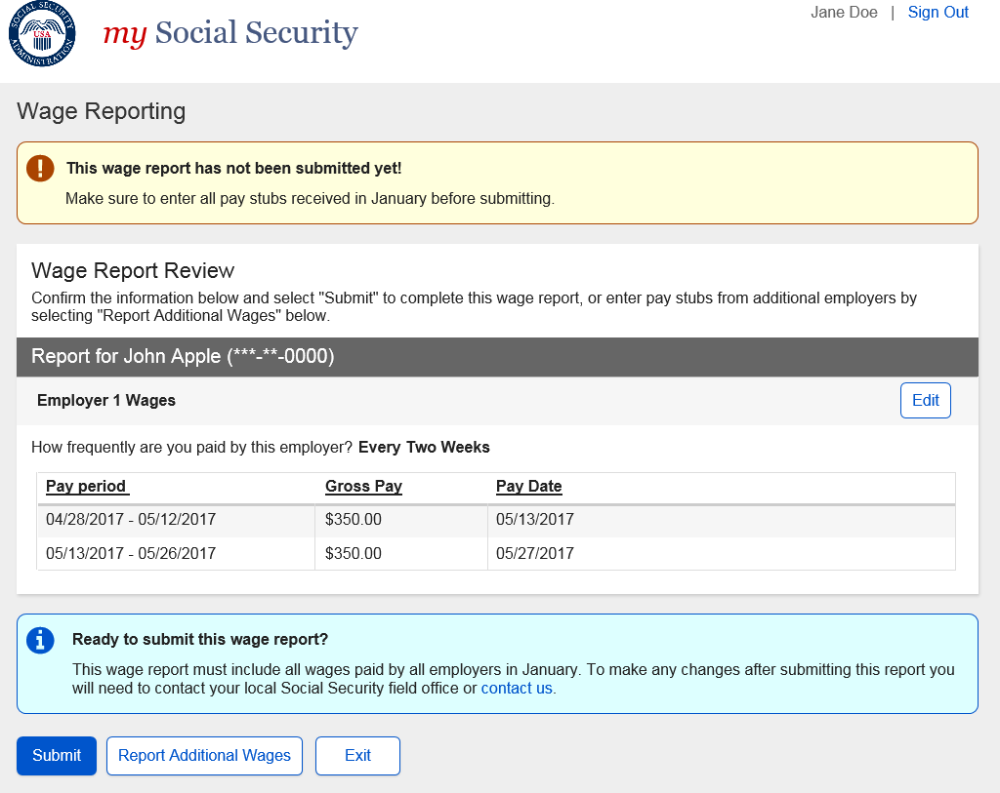 SOCIAL SECURITY
USA
ADMINISTRATION
my Social Security
Jane Doe | Sign Out
Wage Reporting
This wage report has not been submitted yet!
Make sure to enter all pay stubs received in January before submitting.
Wage Report Review
Confirm the information below and select "Submit" to complete this wage report, or enter pay stubs from additional employers by
selecting "Report Additional Wages" below.
Report for John Apple (***-**-0000)
Employer 1 Wages Edit
How frequently are you paid by this employer? Every Two Weeks
Pay period Gross Pay Pay Date
04/28/2017 - 05/12/2017 $350.00 05/13/2017
05/13/2017 - 05/26/2017 $350.00 05/27/2017
Ready to submit this wage report?
This wage report must include all wages paid by all employers in January. To make any changes after submitting this report you
will need to contact your local Social Security field office or contact us.
Submit Report Additional Wages Exit